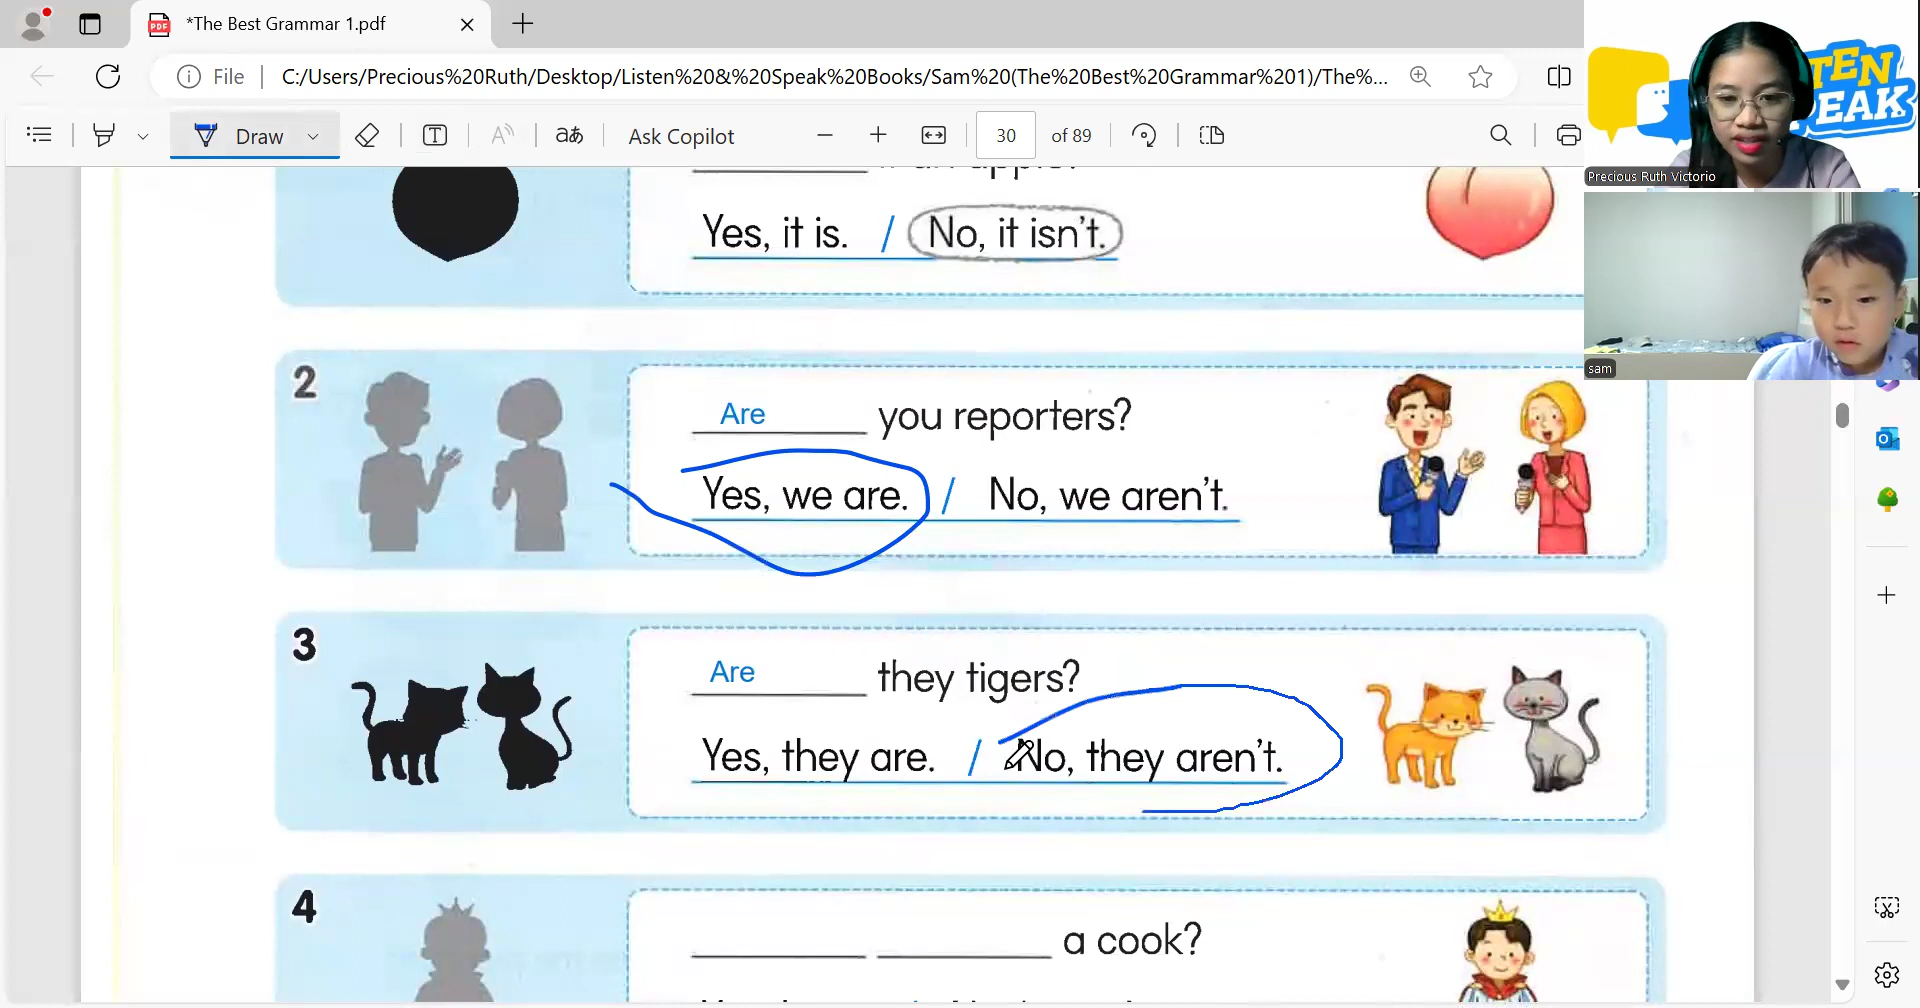 *The Best Grammar 1.pdf
File C:/Users/Precious%20Ruth/Desktop/Listen%20&%20Speak%20Books/Sam%20(The%20Best%20Grammar%201)/The%...
Draw
Ask Copilot
30 of 89
TEN
PEAK
Precious Ruth Victorio
sam
Yes, it is. / No, it isn't.
2
Are you reporters?
Yes, we are. / No, we aren't.
3
Are they tigers?
Yes, they are. / No, they aren't.
4
a cook?